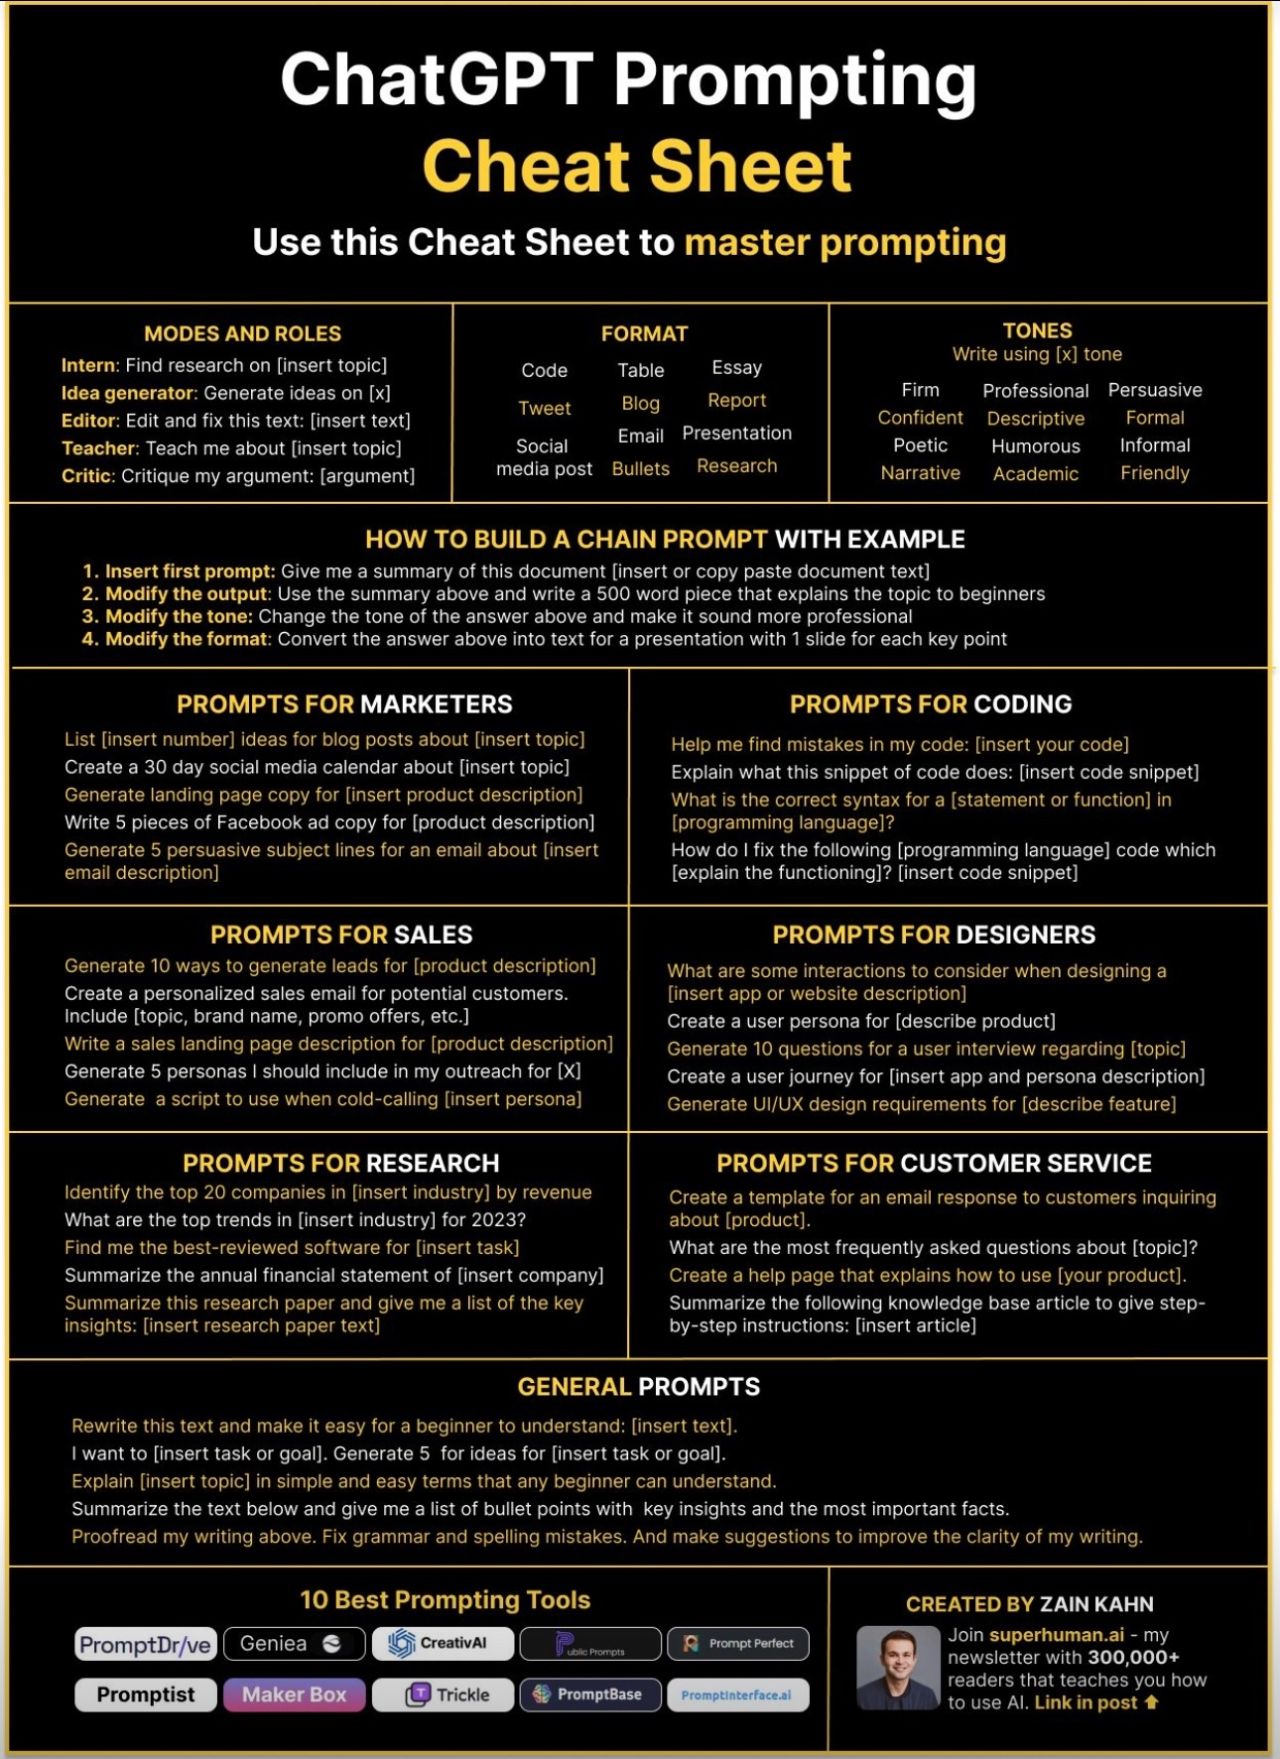 ChatGPT Prompting
Cheat Sheet
Use this Cheat Sheet to master prompting
MODES AND ROLES
Intern: Find research on [insert topic]
Idea generator: Generate ideas on [x]
Editor: Edit and fix this text: [insert text]
Teacher: Teach me about [insert topic]
Critic: Critique my argument: [argument]
FORMAT
Code Table Essay
Tweet Blog Report
Social media post Email Presentation
Bullets Research
TONES
Write using [x] tone
Firm Professional Persuasive
Confident Descriptive Formal
Poetic Humorous Informal
Narrative Academic Friendly
HOW TO BUILD A CHAIN PROMPT WITH EXAMPLE
1. Insert first prompt: Give me a summary of this document [insert or copy paste document text]
2. Modify the output: Use the summary above and write a 500 word piece that explains the topic to beginners
3. Modify the tone: Change the tone of the answer above and make it sound more professional
4. Modify the format: Convert the answer above into text for a presentation with 1 slide for each key point
PROMPTS FOR MARKETERS
List [insert number] ideas for blog posts about [insert topic]
Create a 30 day social media calendar about [insert topic]
Generate landing page copy for [insert product description]
Write 5 pieces of Facebook ad copy for [product description]
Generate 5 persuasive subject lines for an email about [insert
email description]
PROMPTS FOR CODING
Help me find mistakes in my code: [insert your code]
Explain what this snippet of code does: [insert code snippet]
What is the correct syntax for a [statement or function] in
[programming language]?
How do I fix the following [programming language] code which
[explain the functioning]? [insert code snippet]
PROMPTS FOR SALES
Generate 10 ways to generate leads for [product description]
Create a personalized sales email for potential customers.
Include [topic, brand name, promo offers, etc.]
Write a sales landing page description for [product description]
Generate 5 personas I should include in my outreach for [X]
Generate  a script to use when cold-calling [insert persona]
PROMPTS FOR DESIGNERS
What are some interactions to consider when designing a
[insert app or website description]
Create a user persona for [describe product]
Generate 10 questions for a user interview regarding [topic]
Create a user journey for [insert app and persona description]
Generate UI/UX design requirements for [describe feature]
PROMPTS FOR RESEARCH
Identify the top 20 companies in [insert industry] by revenue
What are the top trends in [insert industry] for 2023?
Find me the best-reviewed software for [insert task]
Summarize the annual financial statement of [insert company]
Summarize this research paper and give me a list of the key
insights: [insert research paper text]
PROMPTS FOR CUSTOMER SERVICE
Create a template for an email response to customers inquiring
about [product].
What are the most frequently asked questions about [topic]?
Create a help page that explains how to use [your product].
Summarize the following knowledge base article to give step-
by-step instructions: [insert article]
GENERAL PROMPTS
Rewrite this text and make it easy for a beginner to understand: [insert text].
I want to [insert task or goal]. Generate 5  for ideas for [insert task or goal].
Explain [insert topic] in simple and easy terms that any beginner can understand.
Summarize the text below and give me a list of bullet points with  key insights and the most important facts.
Proofread my writing above. Fix grammar and spelling mistakes. And make suggestions to improve the clarity of my writing.
10 Best Prompting Tools
PromptDr/ve Geniea CreativAI Public Prompts Prompt Perfect
Promptist Maker Box Trickle PromptBase PromptInterface.ai
CREATED BY ZAIN KAHN
Join superhuman.ai - my
newsletter with 300,000+
readers that teaches you how
to use AI. Link in post ⬆